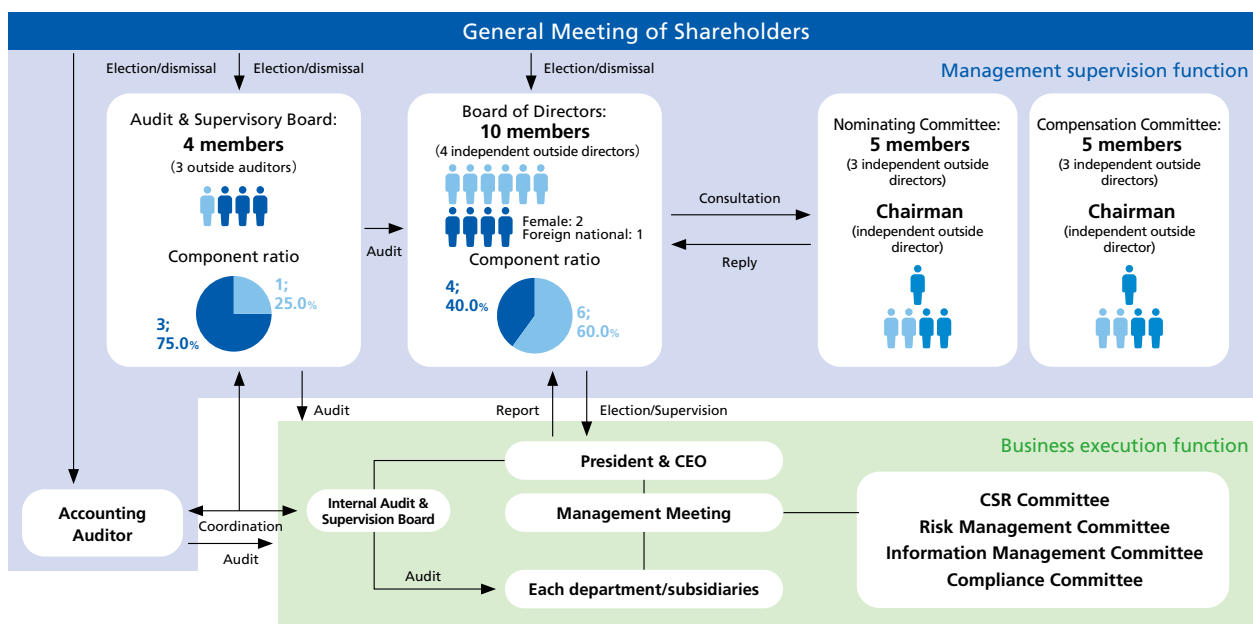 General Meeting of Shareholders
Management supervision function
Election/dismissal
Election/dismissal
Election/dismissal
Audit & Supervisory Board:
4 members
(3 outside auditors)
Component ratio
1;
25.0%
3;
75.0%
Audit
Board of Directors:
10 members
(4 independent outside directors)
Female: 2
Foreign national: 1
Component ratio
4;
40.0%
6;
60.0%
Consultation
Reply
Nominating Committee:
5 members
(3 independent outside
directors)
Chairman
(independent outside
director)
Compensation Committee:
5 members
(3 independent outside
directors)
Chairman
(independent outside
director)
Audit
Report
Election/Supervision
Business execution function
President & CEO
Internal Audit &
Supervision Board
Management Meeting
Accounting
Auditor
Coordination
Audit
Audit
Each department/subsidiaries
CSR Committee
Risk Management Committee
Information Management Committee
Compliance Committee